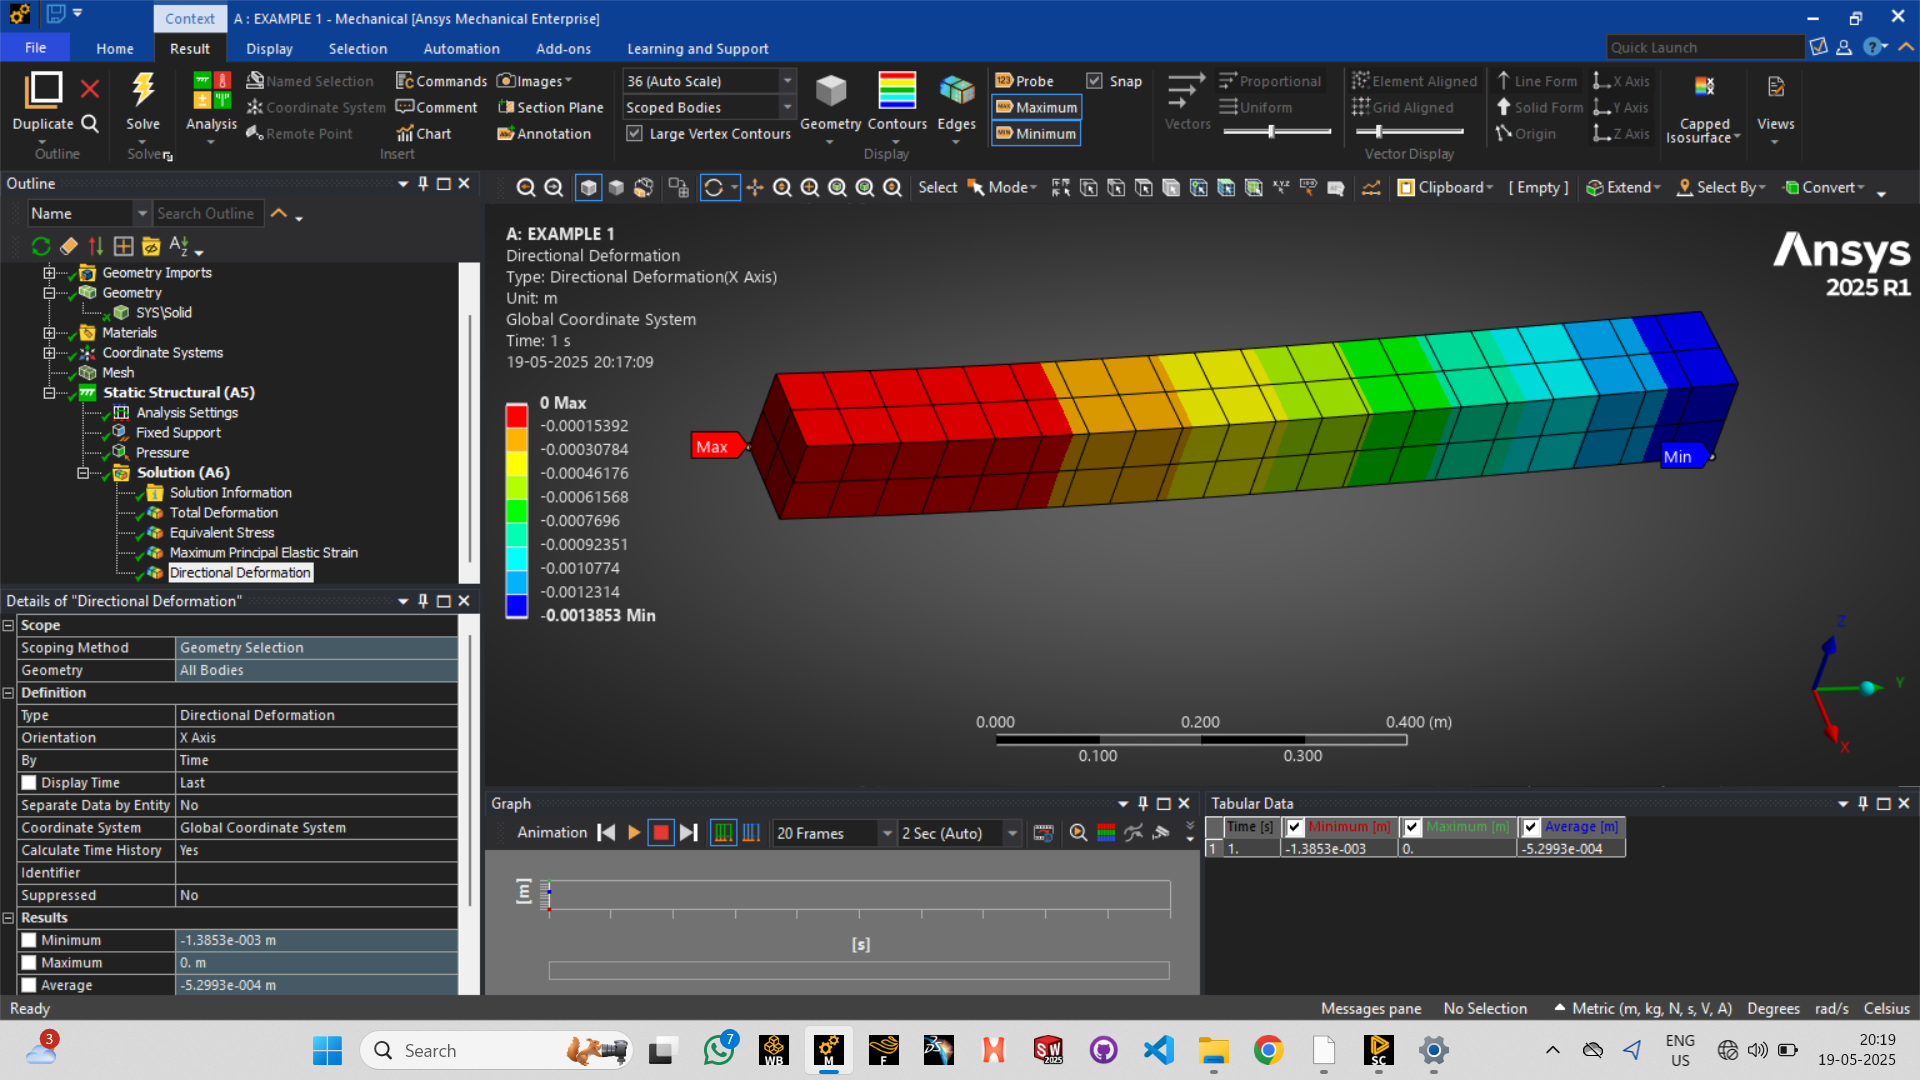 Context
A : EXAMPLE 1 - Mechanical [Ansys Mechanical Enterprise]
File
Home
Result
Display
Selection
Automation
Add-ons
Learning and Support
Quick Launch
Duplicate
Outline
Solve
Solver
Analysis
Named Selection
Coordinate System
Remote Point
Commands
Comment
Chart
Images
Section Plane
Annotation
Insert
36 (Auto Scale)
Scoped Bodies
Large Vertex Contours
Geometry
Contours
Edges
Display
Probe
Maximum
Minimum
Snap
Vectors
Proportional
Uniform
Element Aligned
Grid Aligned
Line Form
Solid Form
Origin
X Axis
Y Axis
Z Axis
Vector Display
Capped
Isosurface
Views
Outline
Name
Search Outline
Select
Mode
Clipboard
[ Empty ]
Extend
Select By
Convert
Geometry Imports
Geometry
SYS\Solid
Materials
Coordinate Systems
Mesh
Static Structural (A5)
Analysis Settings
Fixed Support
Pressure
Solution (A6)
Solution Information
Total Deformation
Equivalent Stress
Maximum Principal Elastic Strain
Directional Deformation
A: EXAMPLE 1
Directional Deformation
Type: Directional Deformation(X Axis)
Unit: m
Global Coordinate System
Time: 1 s
19-05-2025 20:17:09
0 Max
-0.00015392
-0.00030784
-0.00046176
-0.00061568
-0.0007696
-0.00092351
-0.0010774
-0.0012314
-0.0013853 Min
Max
Min
Ansys
2025 R1
Z
Y
X
0.000
0.200
0.400 (m)
0.100
0.300
Details of "Directional Deformation"
Scope
Scoping Method Geometry Selection
Geometry All Bodies
Definition
Type Directional Deformation
Orientation X Axis
By Time
Display Time Last
Separate Data by Entity No
Coordinate System Global Coordinate System
Calculate Time History Yes
Identifier
Suppressed No
Results
Minimum -1.3853e-003 m
Maximum 0. m
Average -5.2993e-004 m
Graph
Animation
20 Frames
2 Sec (Auto)
[m]
[s]
Tabular Data
Time [s] Minimum [m] Maximum [m] Average [m]
1 1. -1.3853e-003 0. -5.2993e-004
Ready
Messages pane
No Selection
Metric (m, kg, N, s, V, A)
Degrees
rad/s
Celsius
3
Search
7
WB
M
F
SW
2025
SC
ENG
US
20:19
19-05-2025